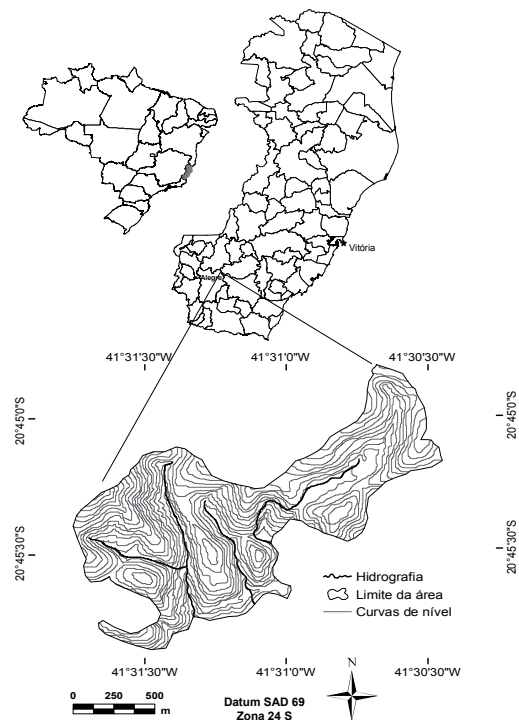 Vitória
Alegre
41°31'30"W 41°31'0"W 41°30'30"W
20°45'0"S 20°45'0"S
20°45'30"S 20°45'30"S
Hidrografia
Limite da área
Curvas de nível
41°31'30"W 41°31'0"W 41°30'30"W
N
0 250 500
m
Datum SAD 69
Zona 24 S